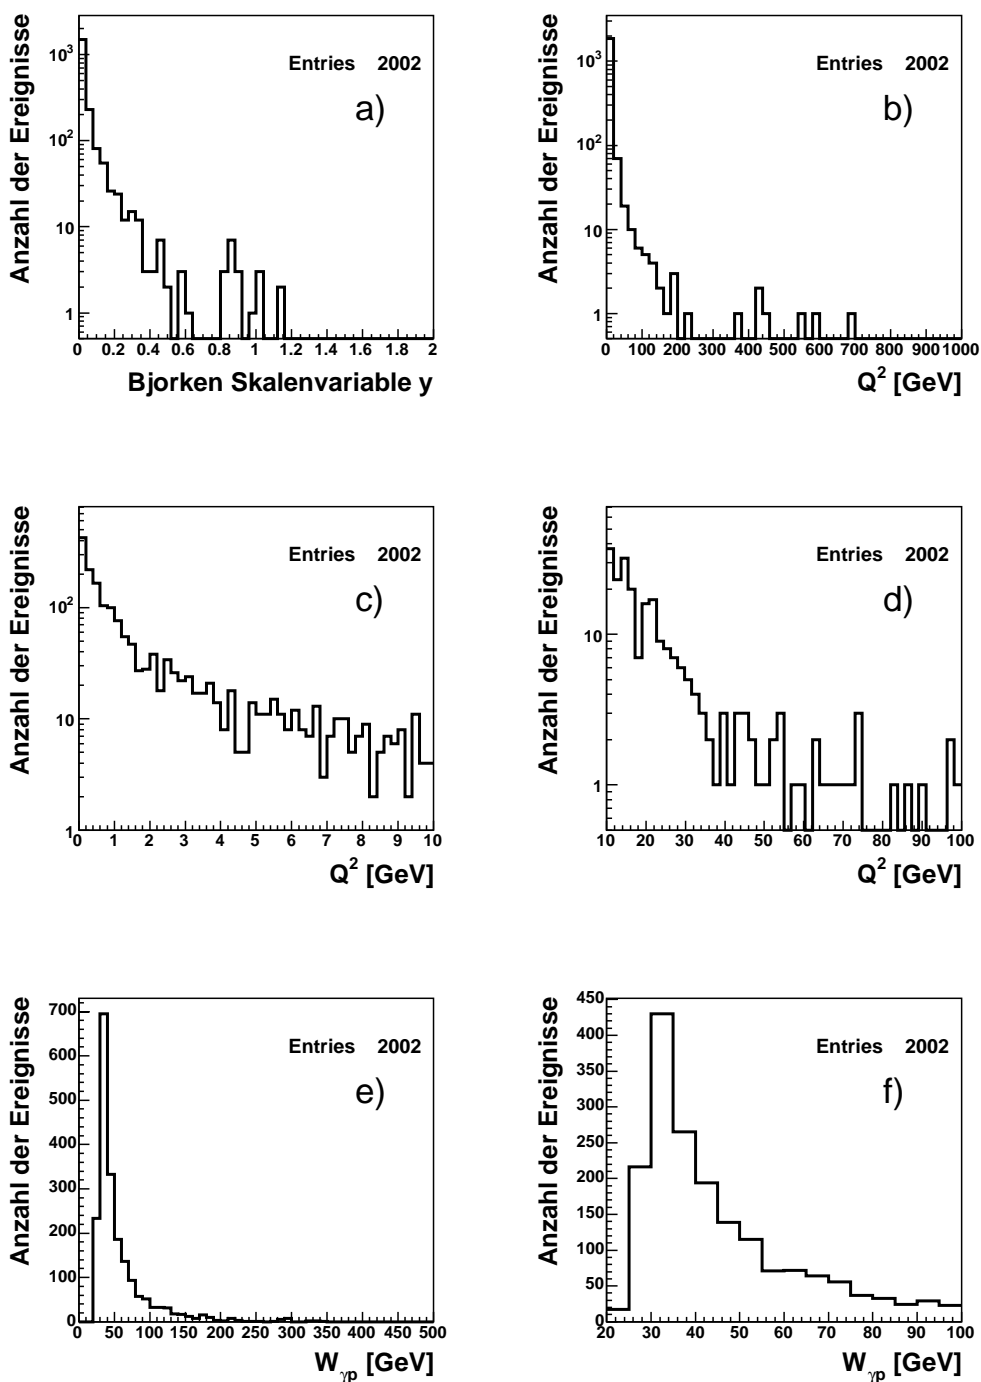 Anzahl der Ereignisse
10³
10²
10
1
Entries 2002
a)
0 0.2 0.4 0.6 0.8 1 1.2 1.4 1.6 1.8 2
Bjorken Skalenvariable y
Anzahl der Ereignisse
10³
10²
10
1
Entries 2002
b)
0 100 200 300 400 500 600 700 800 900 1000
Q² [GeV]
Anzahl der Ereignisse
10²
10
1
Entries 2002
c)
0 1 2 3 4 5 6 7 8 9 10
Q² [GeV]
Anzahl der Ereignisse
10
1
Entries 2002
d)
10 20 30 40 50 60 70 80 90 100
Q² [GeV]
Anzahl der Ereignisse
700
600
500
400
300
200
100
0
Entries 2002
e)
0 50 100 150 200 250 300 350 400 450 500
W_γp [GeV]
Anzahl der Ereignisse
450
400
350
300
250
200
150
100
50
0
Entries 2002
f)
20 30 40 50 60 70 80 90 100
W_γp [GeV]